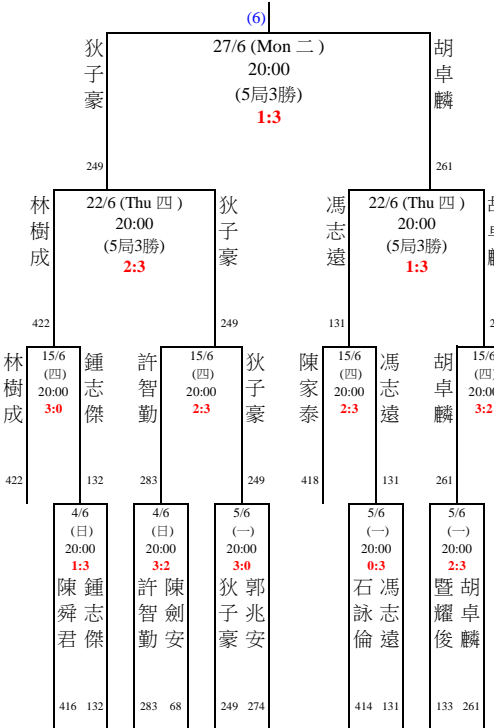 (6)
狄子豪
27/6 (Mon 二 )
20:00
(5局3勝)
1:3
胡卓麟
249
261
林樹成
22/6 (Thu 四 )
20:00
(5局3勝)
2:3
狄子豪
馮志遠
22/6 (Thu 四 )
20:00
(5局3勝)
1:3
422
249
131
林樹成
15/6
(四)
20:00
3:0
鍾志傑
許智勤
15/6
(四)
20:00
2:3
狄子豪
陳家泰
15/6
(四)
20:00
2:3
馮志遠
胡卓麟
15/6
(四)
20:00
3:2
422
132
283
249
418
131
261
4/6
(日)
20:00
1:3
陳舜君
鍾志傑
4/6
(日)
20:00
3:2
許智勤
陳劍安
5/6
(一)
20:00
3:0
狄子豪
郭兆安
5/6
(一)
20:00
0:3
石詠倫
馮志遠
5/6
(一)
20:00
2:3
暨耀俊
胡卓麟
416
132
283
68
249
274
414
131
133
261